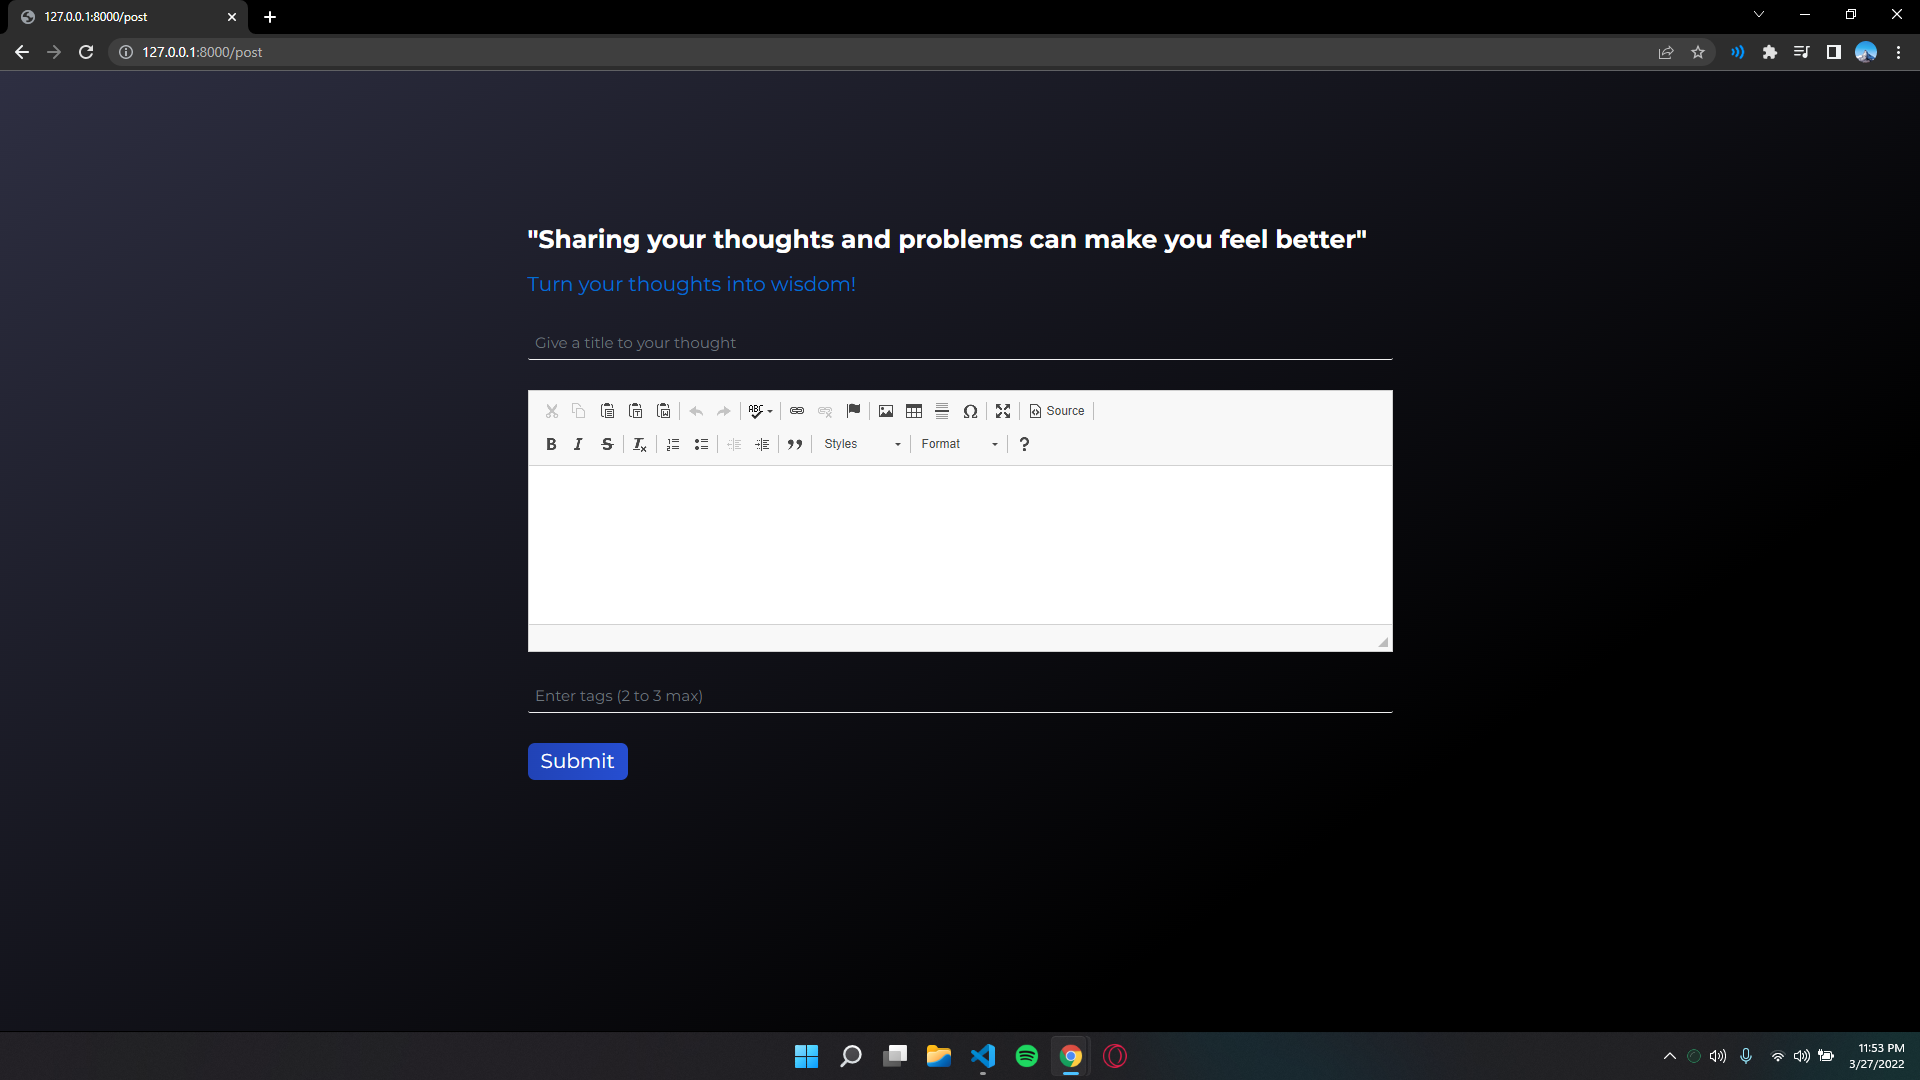 127.0.0.1:8000/post
127.0.0.1:8000/post
"Sharing your thoughts and problems can make you feel better"
Turn your thoughts into wisdom!
Give a title to your thought
ABC
Source
B I S Tx
Styles Format ?
Enter tags (2 to 3 max)
Submit
11:53 PM
3/27/2022